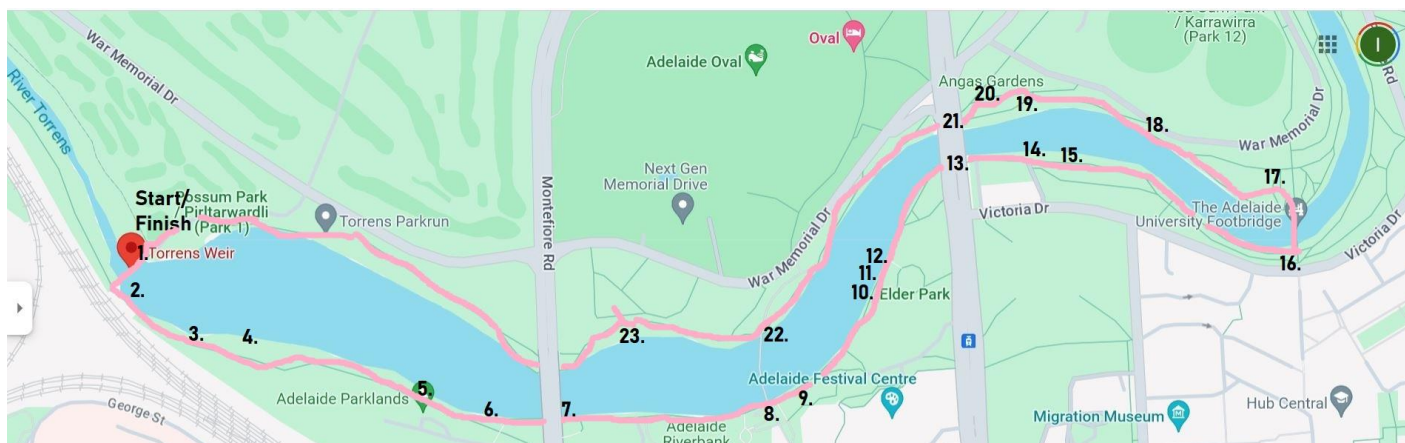 Red Gum Park
/ Karrawirra
(Park 12)
I
Rd
War Memorial Dr
Oval
Adelaide Oval
River Torrens
Angas Gardens
20.
19.
21.
18.
War Memorial Dr
14.
15.
13.
Next Gen
Memorial Drive
Montefiore Rd
17.
Start/
Finish
Possum Park
Pirltawardli
(Park 1)
Torrens Parkrun
Victoria Dr
The Adelaide
University Footbridge
Victoria Dr
1.
Torrens Weir
War Memorial Dr
12.
11.
10.
Elder Park
16.
2.
3.
4.
23.
22.
5.
Adelaide Parklands
6.
7.
8.
9.
Adelaide Festival Centre
George St
Adelaide
Riverbank
Migration Museum
Hub Central